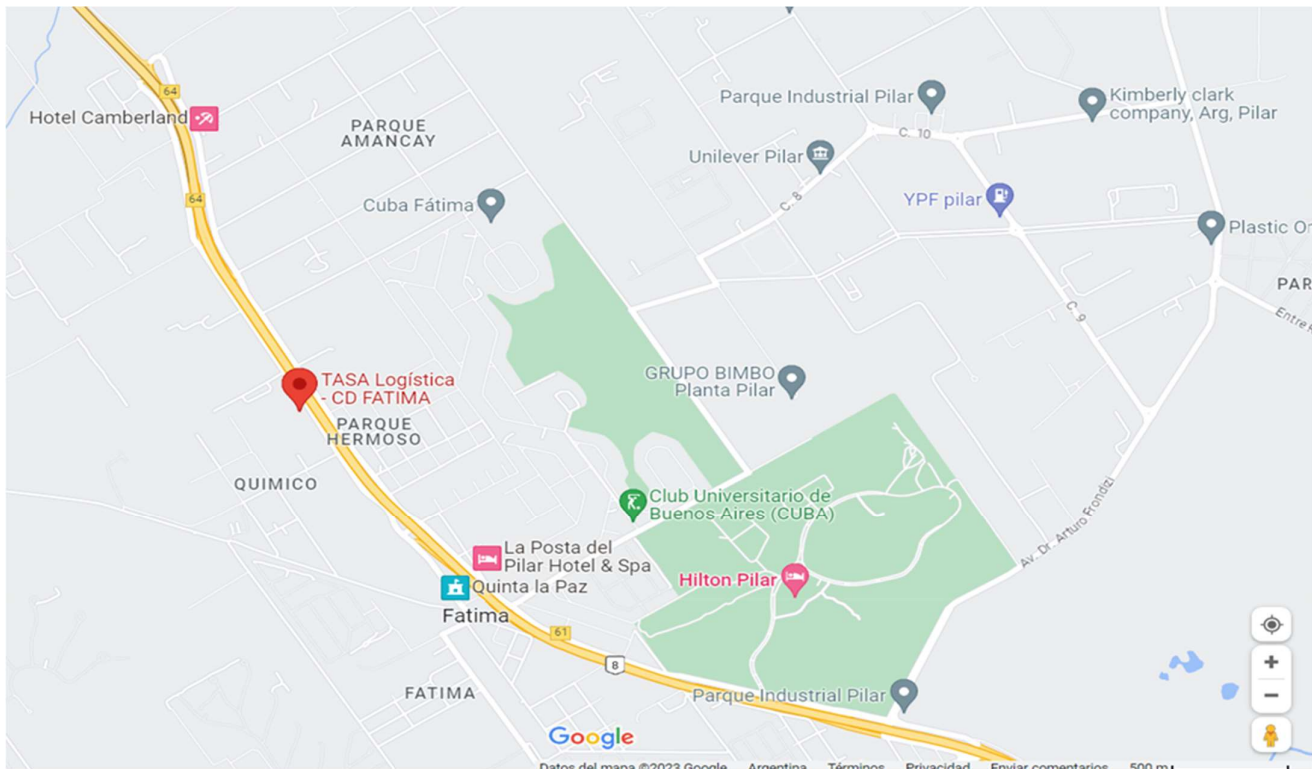 64
Hotel Camberland
PARQUE
AMANCAY
Parque Industrial Pilar
Kimberly clark
company, Arg, Pilar
C. 10
Unilever Pilar
64
Cuba Fátima
C. 8
YPF pilar
Plastic Or
PAR
C. 9
Entre R
TASA Logística
- CD FATIMA
GRUPO BIMBO
Planta Pilar
PARQUE
HERMOSO
QUIMICO
Club Universitario de
Buenos Aires (CUBA)
Av. Dr. Arturo Frondizi
La Posta del
Pilar Hotel & Spa
Hilton Pilar
Quinta la Paz
Fatima
61
8
FATIMA
Parque Industrial Pilar
Google
Datos del mapa ©2023 Google Argentina Términos Privacidad Enviar comentarios 500 m